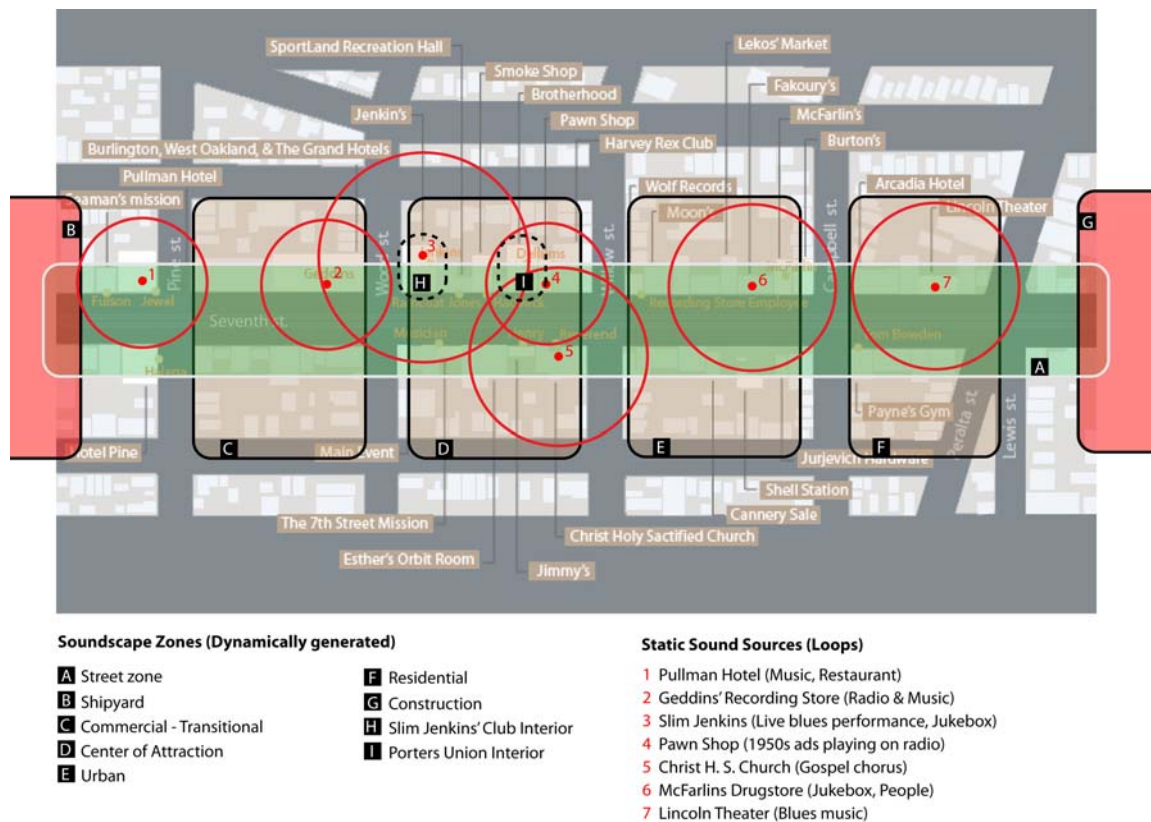 SportLand Recreation Hall
Lekos' Market
Smoke Shop
Fakoury's
Brotherhood
Jenkin's
Pawn Shop
McFarlin's
Burlington, West Oakland, & The Grand Hotels
Harvey Rex Club
Burton's
Pullman Hotel
Wolf Records
Arcadia Hotel
Seaman's mission
Moon's
Lincoln Theater
B
G
Pine st.
Wood st.
Willow st.
Campbell st.
3
1
Geddins
2
H
I
4
6
7
Fulson
Jewel
Recording Store Employee
Seventh st.
Musician
Henry
Reverend
5
A
Payne's Gym
Peralta st.
Lewis st.
Hotel Pine
C
Main Event
D
E
F
Jurjevich Hardware
Shell Station
Cannery Sale
The 7th Street Mission
Christ Holy Sactified Church
Esther's Orbit Room
Jimmy's
Soundscape Zones (Dynamically generated)
A Street zone
B Shipyard
C Commercial - Transitional
D Center of Attraction
E Urban
F Residential
G Construction
H Slim Jenkins' Club Interior
I Porters Union Interior
Static Sound Sources (Loops)
1 Pullman Hotel (Music, Restaurant)
2 Geddins' Recording Store (Radio & Music)
3 Slim Jenkins (Live blues performance, Jukebox)
4 Pawn Shop (1950s ads playing on radio)
5 Christ H. S. Church (Gospel chorus)
6 McFarlins Drugstore (Jukebox, People)
7 Lincoln Theater (Blues music)